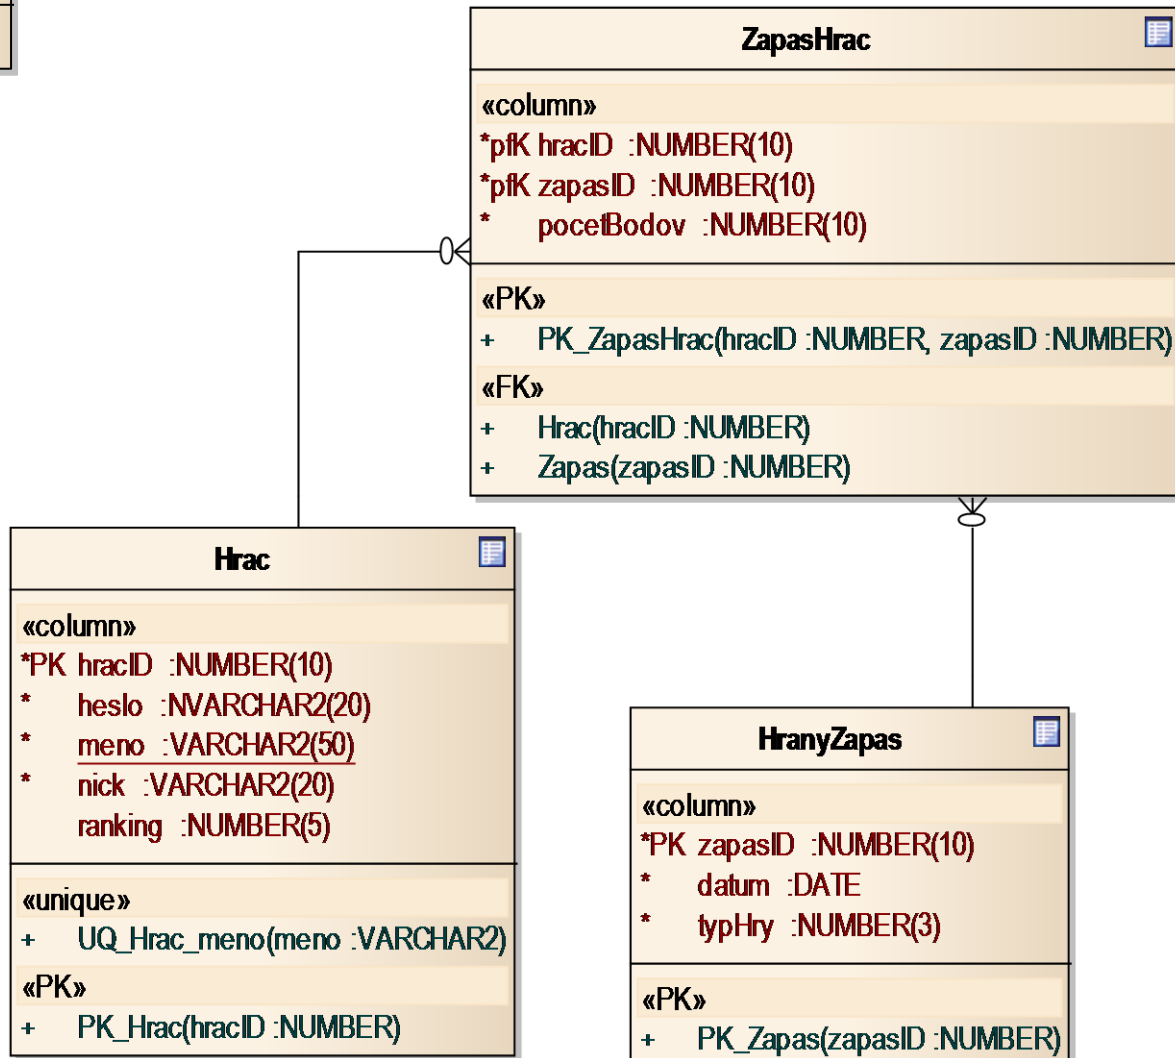 ZapasHrac
«column»
*pfK hracID :NUMBER(10)
*pfK zapasID :NUMBER(10)
* pocetBodov :NUMBER(10)
«PK»
+ PK_ZapasHrac(hracID :NUMBER, zapasID :NUMBER)
«FK»
+ Hrac(hracID :NUMBER)
+ Zapas(zapasID :NUMBER)
Hrac
«column»
*PK hracID :NUMBER(10)
* heslo :NVARCHAR2(20)
* meno :VARCHAR2(50)
* nick :VARCHAR2(20)
ranking :NUMBER(5)
«unique»
+ UQ_Hrac_meno(meno :VARCHAR2)
«PK»
+ PK_Hrac(hracID :NUMBER)
HranyZapas
«column»
*PK zapasID :NUMBER(10)
* datum :DATE
* typHry :NUMBER(3)
«PK»
+ PK_Zapas(zapasID :NUMBER)